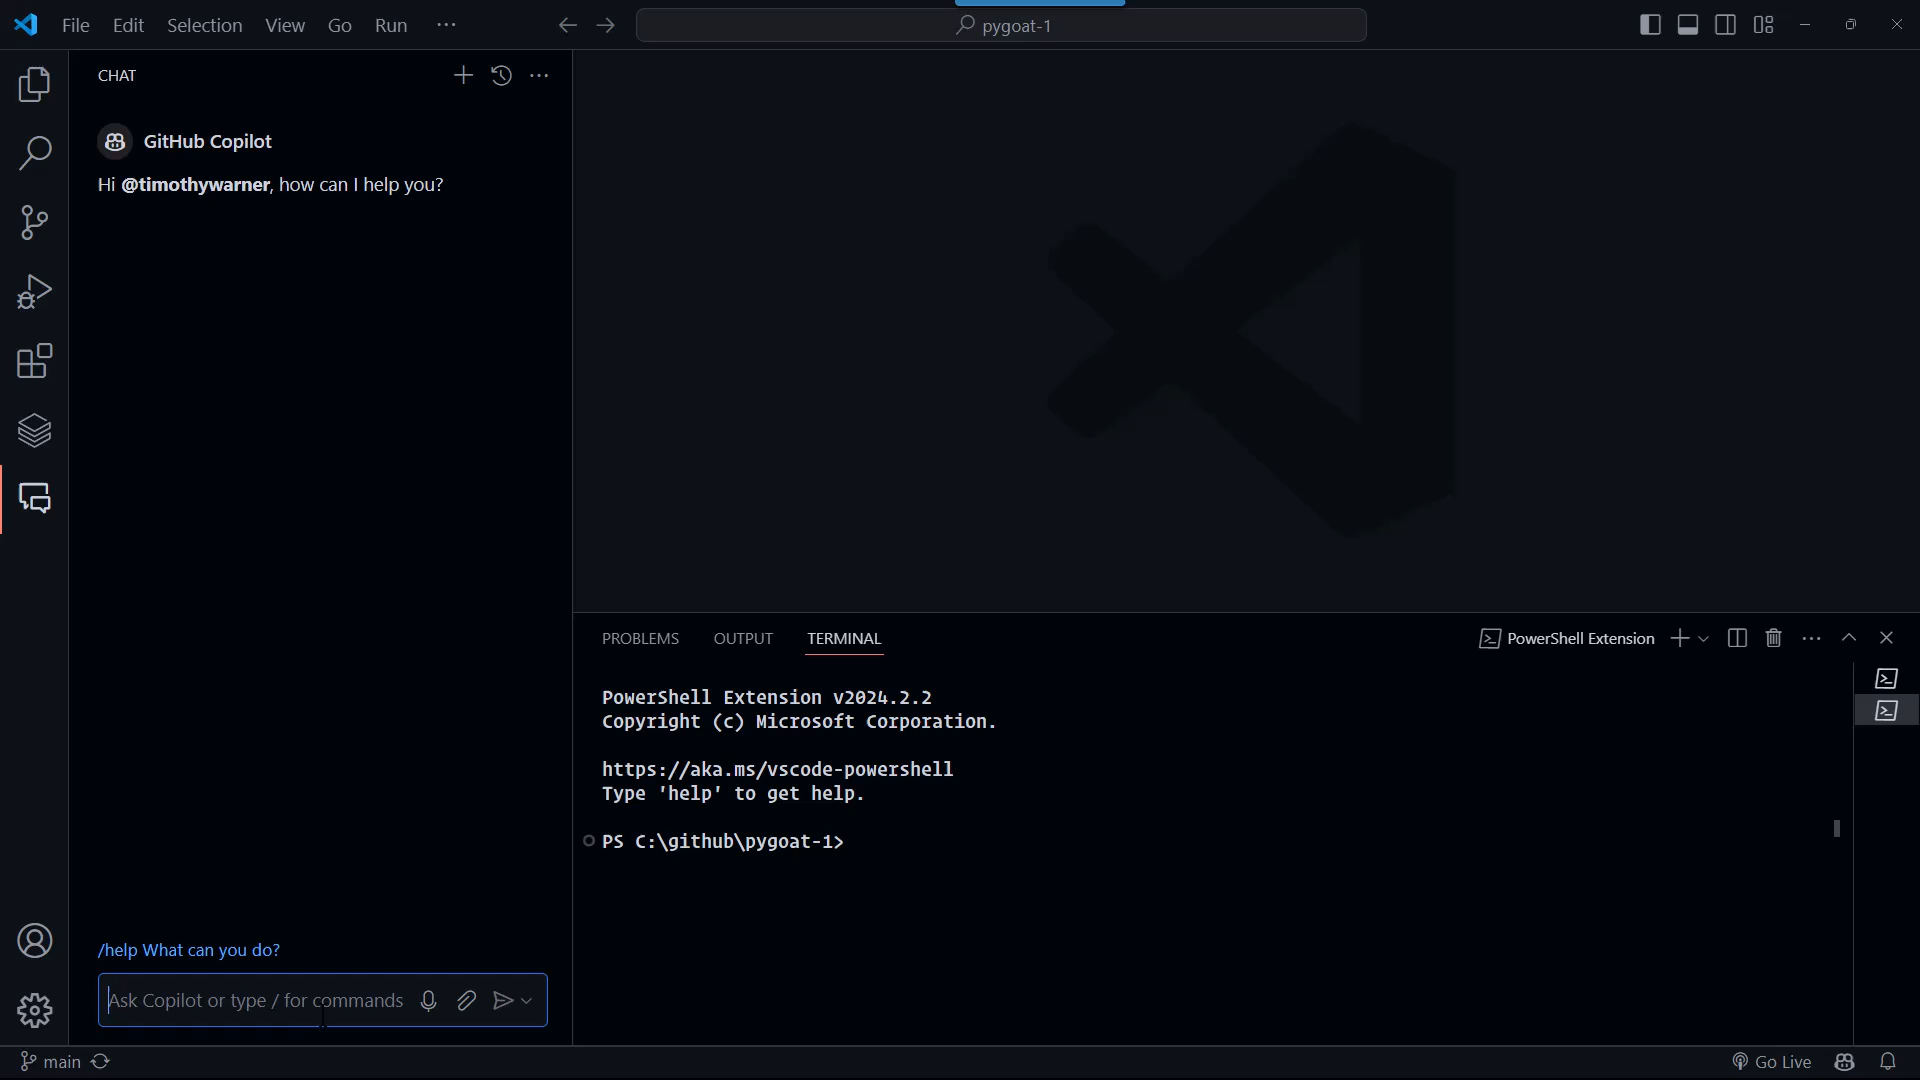 File Edit Selection View Go Run ···
pygoat-1
CHAT
GitHub Copilot
Hi @timothywarner, how can I help you?
/help What can you do?
Ask Copilot or type / for commands
PROBLEMS OUTPUT TERMINAL
PowerShell Extension
PowerShell Extension v2024.2.2
Copyright (c) Microsoft Corporation.
https://aka.ms/vscode-powershell
Type 'help' to get help.
PS C:\github\pygoat-1>
main
Go Live